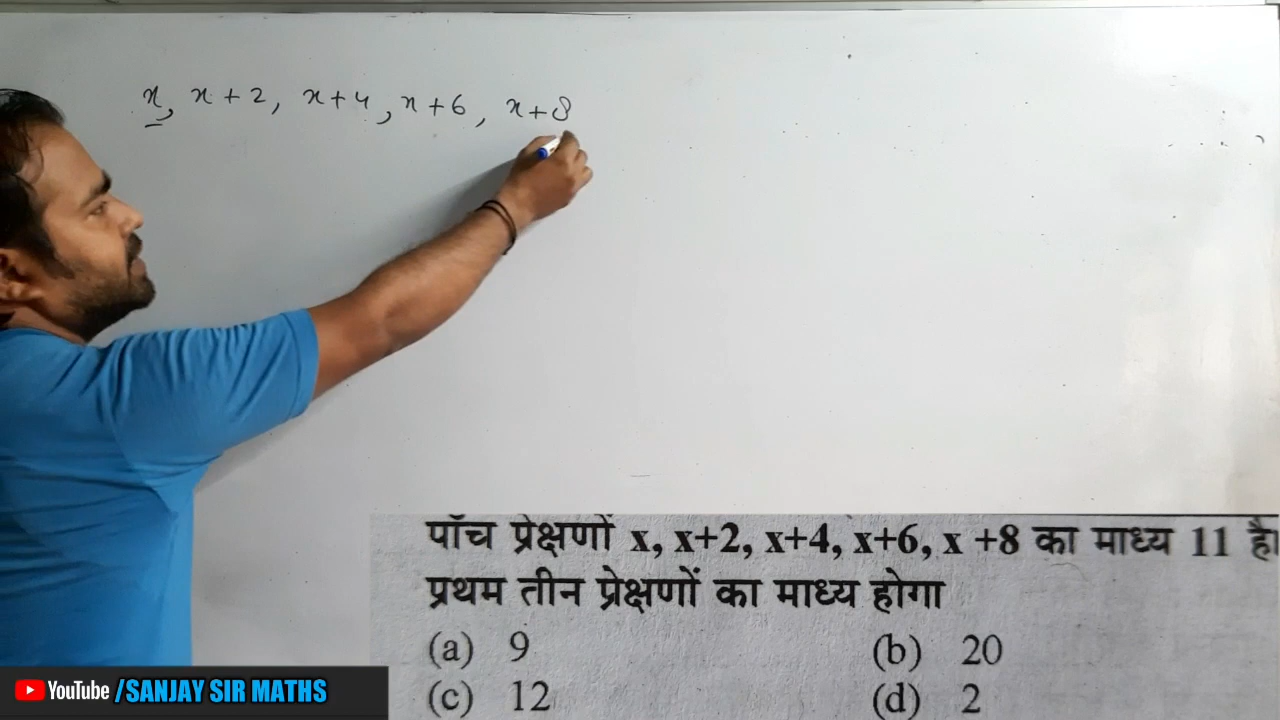 x, x+2, x+4, x+6, x+8
पाँच प्रेक्षणों x, x+2, x+4, x+6, x +8 का माध्य 11 है।
प्रथम तीन प्रेक्षणों का माध्य होगा
(a) 9 (b) 20
(c) 12 (d) 2
YouTube /SANJAY SIR MATHS